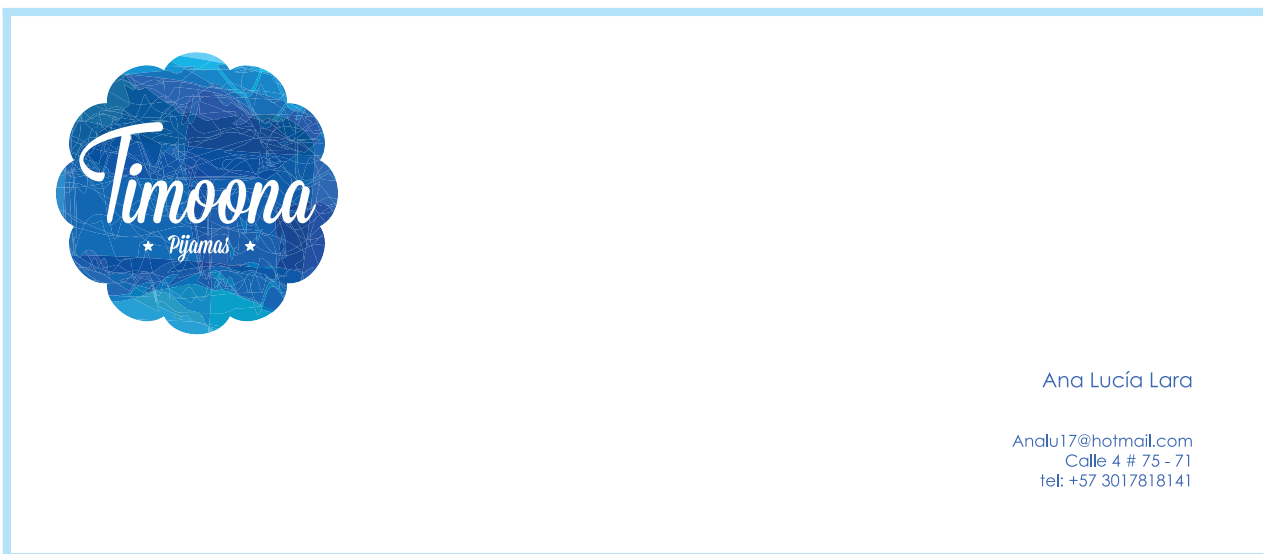 Timoona
★ Pijamas ★
Ana Lucía Lara
Analu17@hotmail.com
Calle 4 # 75 - 71
tel: +57 3017818141